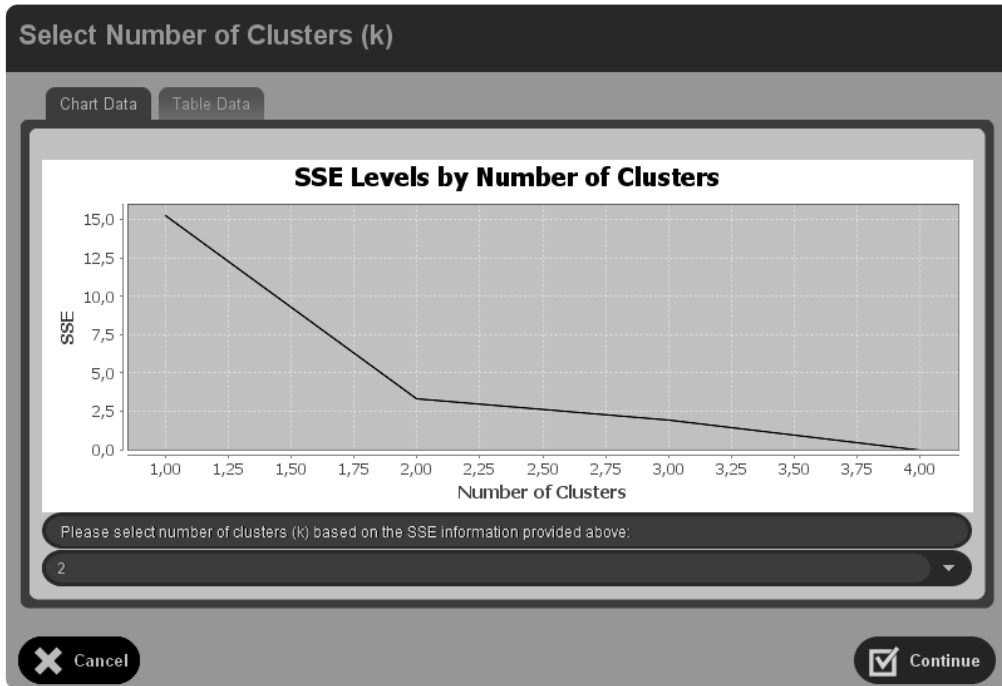 Select Number of Clusters (k)
Chart Data
Table Data
SSE Levels by Number of Clusters
SSE
15,0
12,5
10,0
7,5
5,0
2,5
0,0
1,00 1,25 1,50 1,75 2,00 2,25 2,50 2,75 3,00 3,25 3,50 3,75 4,00
Number of Clusters
Please select number of clusters (k) based on the SSE information provided above:
2
Cancel
Continue